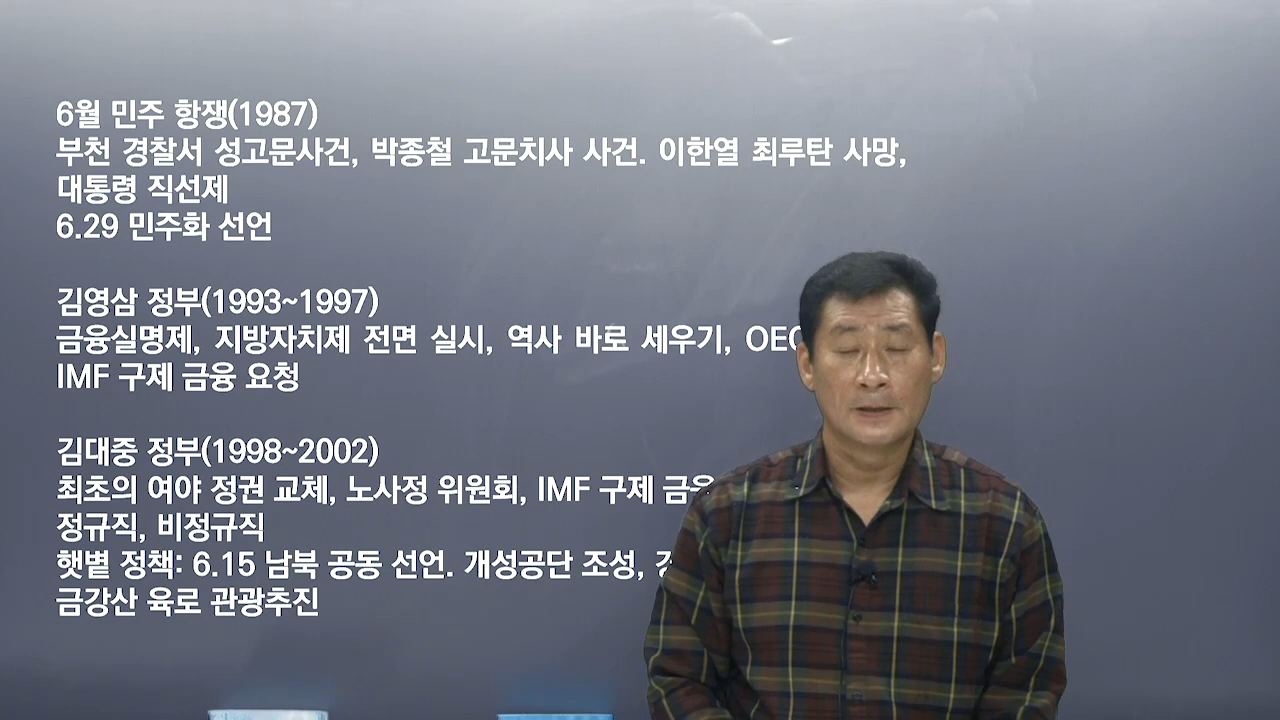 6월 민주 항쟁(1987)
부천 경찰서 성고문사건, 박종철 고문치사 사건. 이한열 최루탄 사망,
대통령 직선제
6.29 민주화 선언
김영삼 정부(1993~1997)
금융실명제, 지방자치제 전면 실시, 역사 바로 세우기,
IMF 구제 금융 요청
김대중 정부(1998~2002)
최초의 여야 정권 교체, 노사정 위원회, IMF 구제
정규직, 비정규직
햇볕 정책: 6.15 남북 공동 선언. 개성공단 조성,
금강산 육로 관광추진